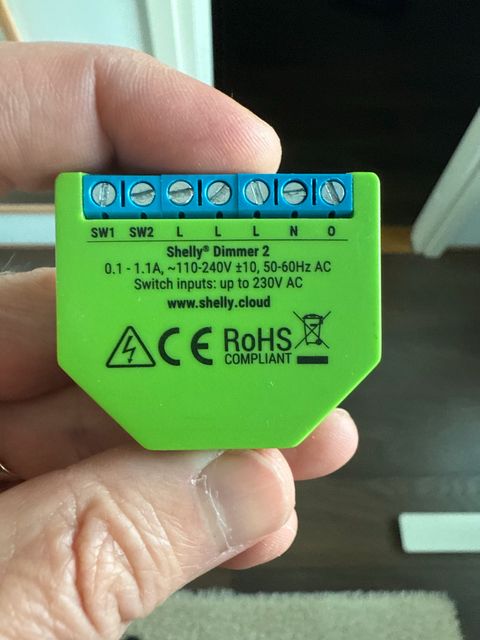 SW1 SW2 L L L N O
Shelly® Dimmer 2
0.1 - 1.1A, ~110-240V ±10, 50-60Hz AC
Switch inputs: up to 230V AC
www.shelly.cloud
CE RoHS
COMPLIANT